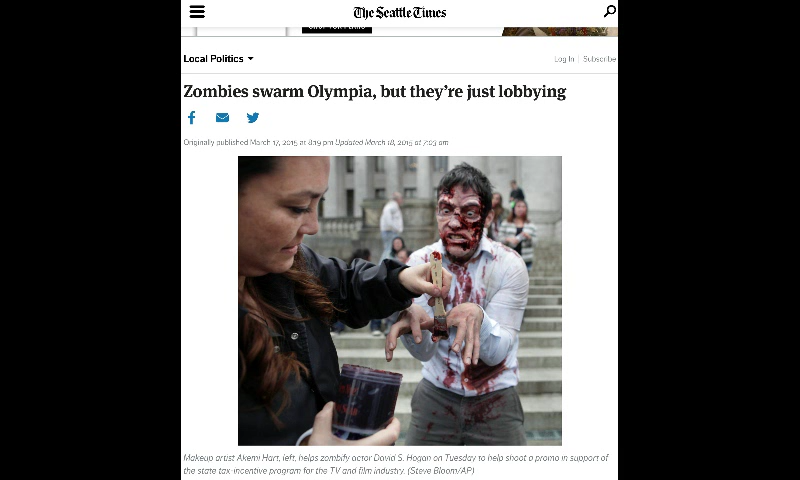 The Seattle Times
Local Politics
Log In | Subscribe
Zombies swarm Olympia, but they’re just lobbying
Originally published March 17, 2015 at 8:19 pm Updated March 18, 2015 at 7:03 am
Makeup artist Akemi Hart, left, helps zombify actor David S. Hogan on Tuesday to help shoot a promo in support of
the state tax-incentive program for the TV and film industry. (Steve Bloom/AP)